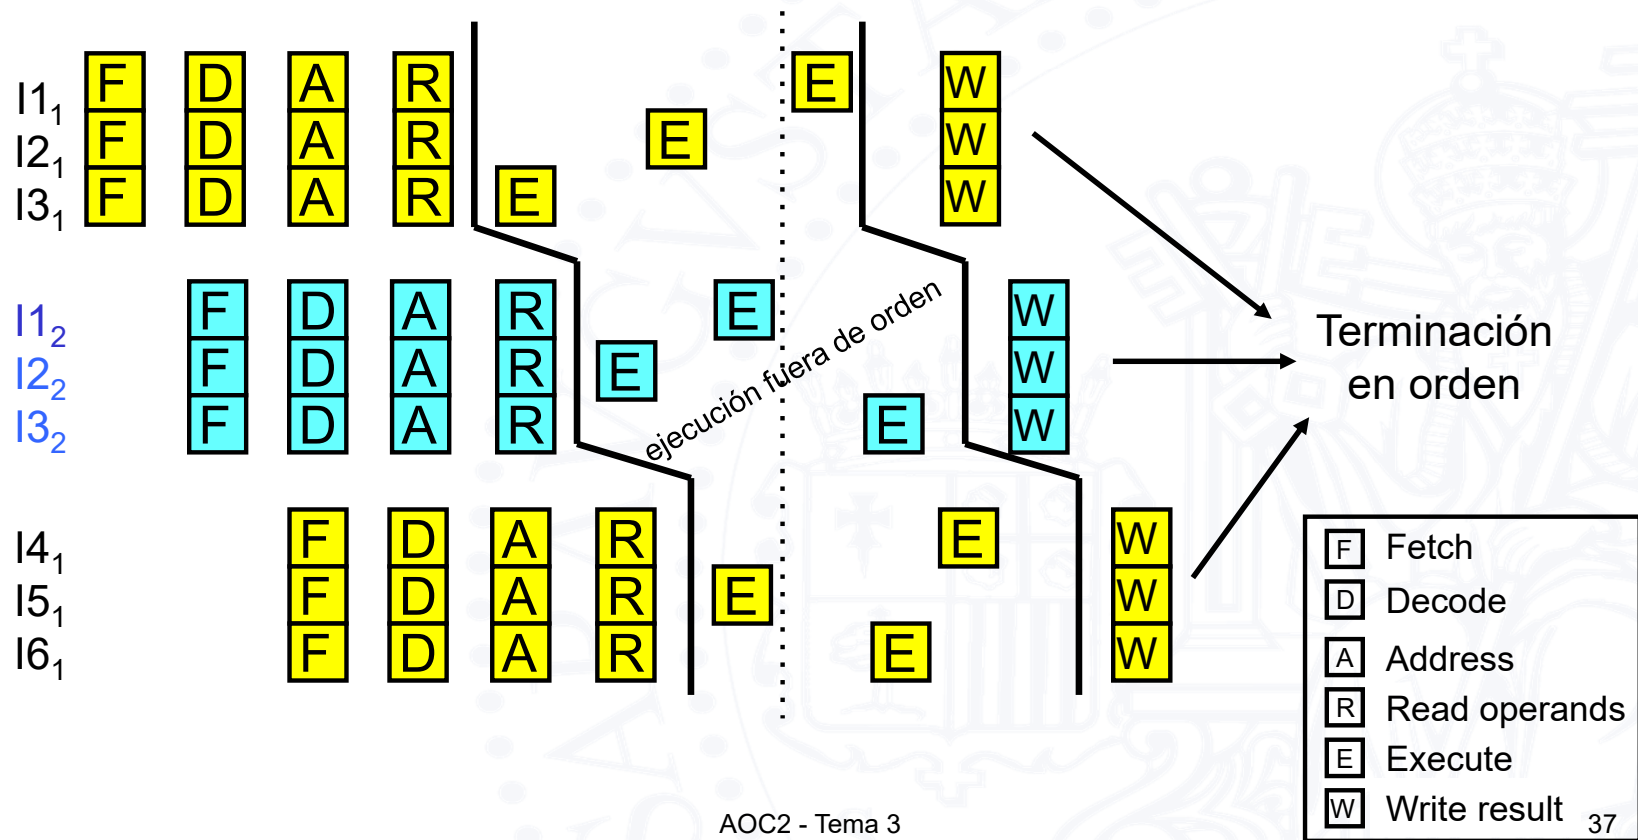 I1₁ F D A R E W
I2₁ F D A R E W
I3₁ F D A R E W
I1₂ F D A R E W
I2₂ F D A R E W
I3₂ F D A R E W
ejecución fuera de orden
Terminación
en orden
I4₁ F D A R E W
I5₁ F D A R E W
I6₁ F D A R E W
F Fetch
D Decode
A Address
R Read operands
E Execute
W Write result
AOC2 - Tema 3
37